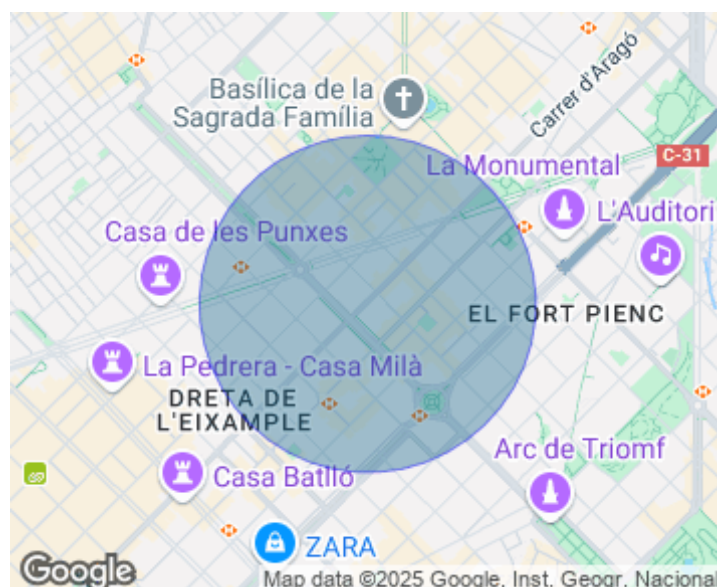 Basílica de la
Sagrada Família
Carrer d'Aragó
C-31
La Monumental
L'Auditori
Casa de les Punxes
EL FORT PIENC
La Pedrera - Casa Milà
DRETA DE
L'EIXAMPLE
Arc de Triomf
Casa Batlló
ZARA
Google
Map data ©2025 Google, Inst. Geogr. Nacional